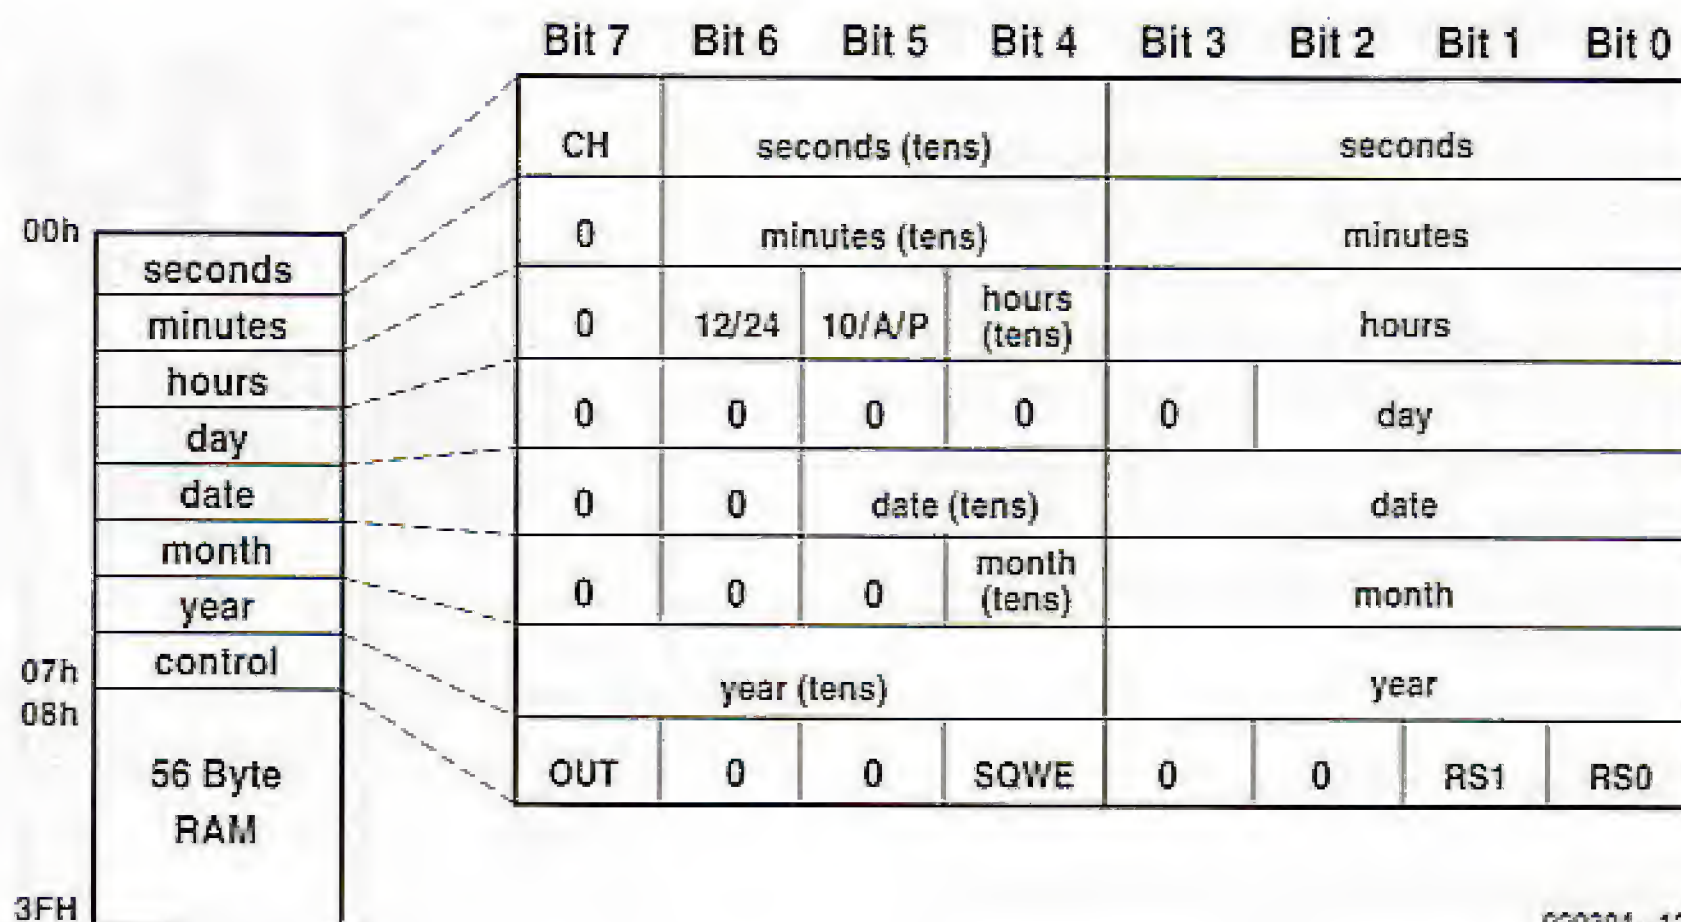 Bit 7 Bit 6 Bit 5 Bit 4 Bit 3 Bit 2 Bit 1 Bit 0
CH seconds (tens) seconds
0 minutes (tens) minutes
0 12/24 10/A/P hours (tens) hours
0 0 0 0 0 day
0 0 date (tens) date
0 0 0 month (tens) month
year (tens) year
OUT 0 0 SQWE 0 0 RS1 RS0
00h
seconds
minutes
hours
day
date
month
year
07h control
08h
56 Byte
RAM
3FH